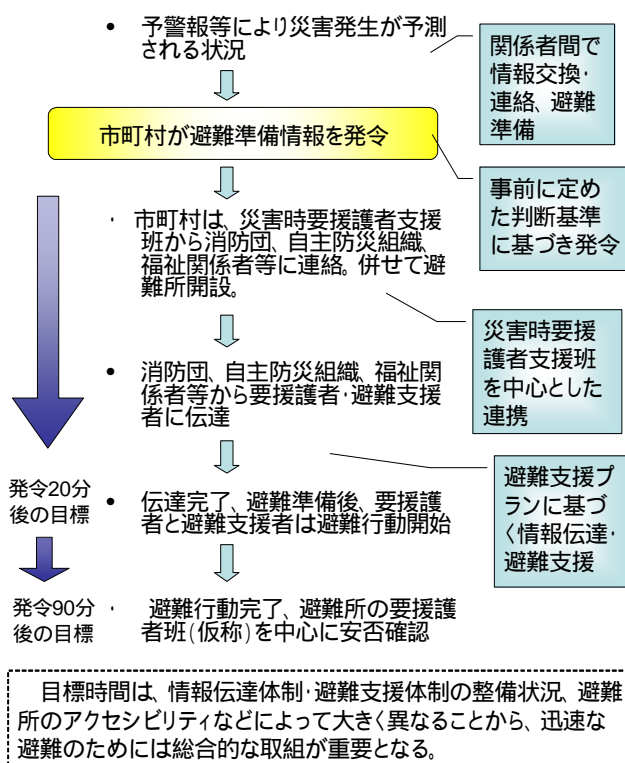 • 予警報等により災害発生が予測
される状況
関係者間で
情報交換・
連絡、避難
準備
市町村が避難準備情報を発令
事前に定め
た判断基準
に基づき発令
・ 市町村は、災害時要援護者支援
班から消防団、自主防災組織、
福祉関係者等に連絡。併せて避
難所開設。
災害時要援
護者支援班
を中心とした
連携
• 消防団、自主防災組織、福祉関
係者等から要援護者・避難支援
者に伝達
避難支援プ
ランに基づ
く情報伝達・
避難支援
発令20分
後の目標
• 伝達完了、避難準備後、要援護
者と避難支援者は避難行動開始
発令90分
後の目標
・ 避難行動完了、避難所の要援護
者班(仮称)を中心に安否確認
目標時間は、情報伝達体制・避難支援体制の整備状況、避難
所のアクセシビリティなどによって大きく異なることから、迅速な
避難のためには総合的な取組が重要となる。